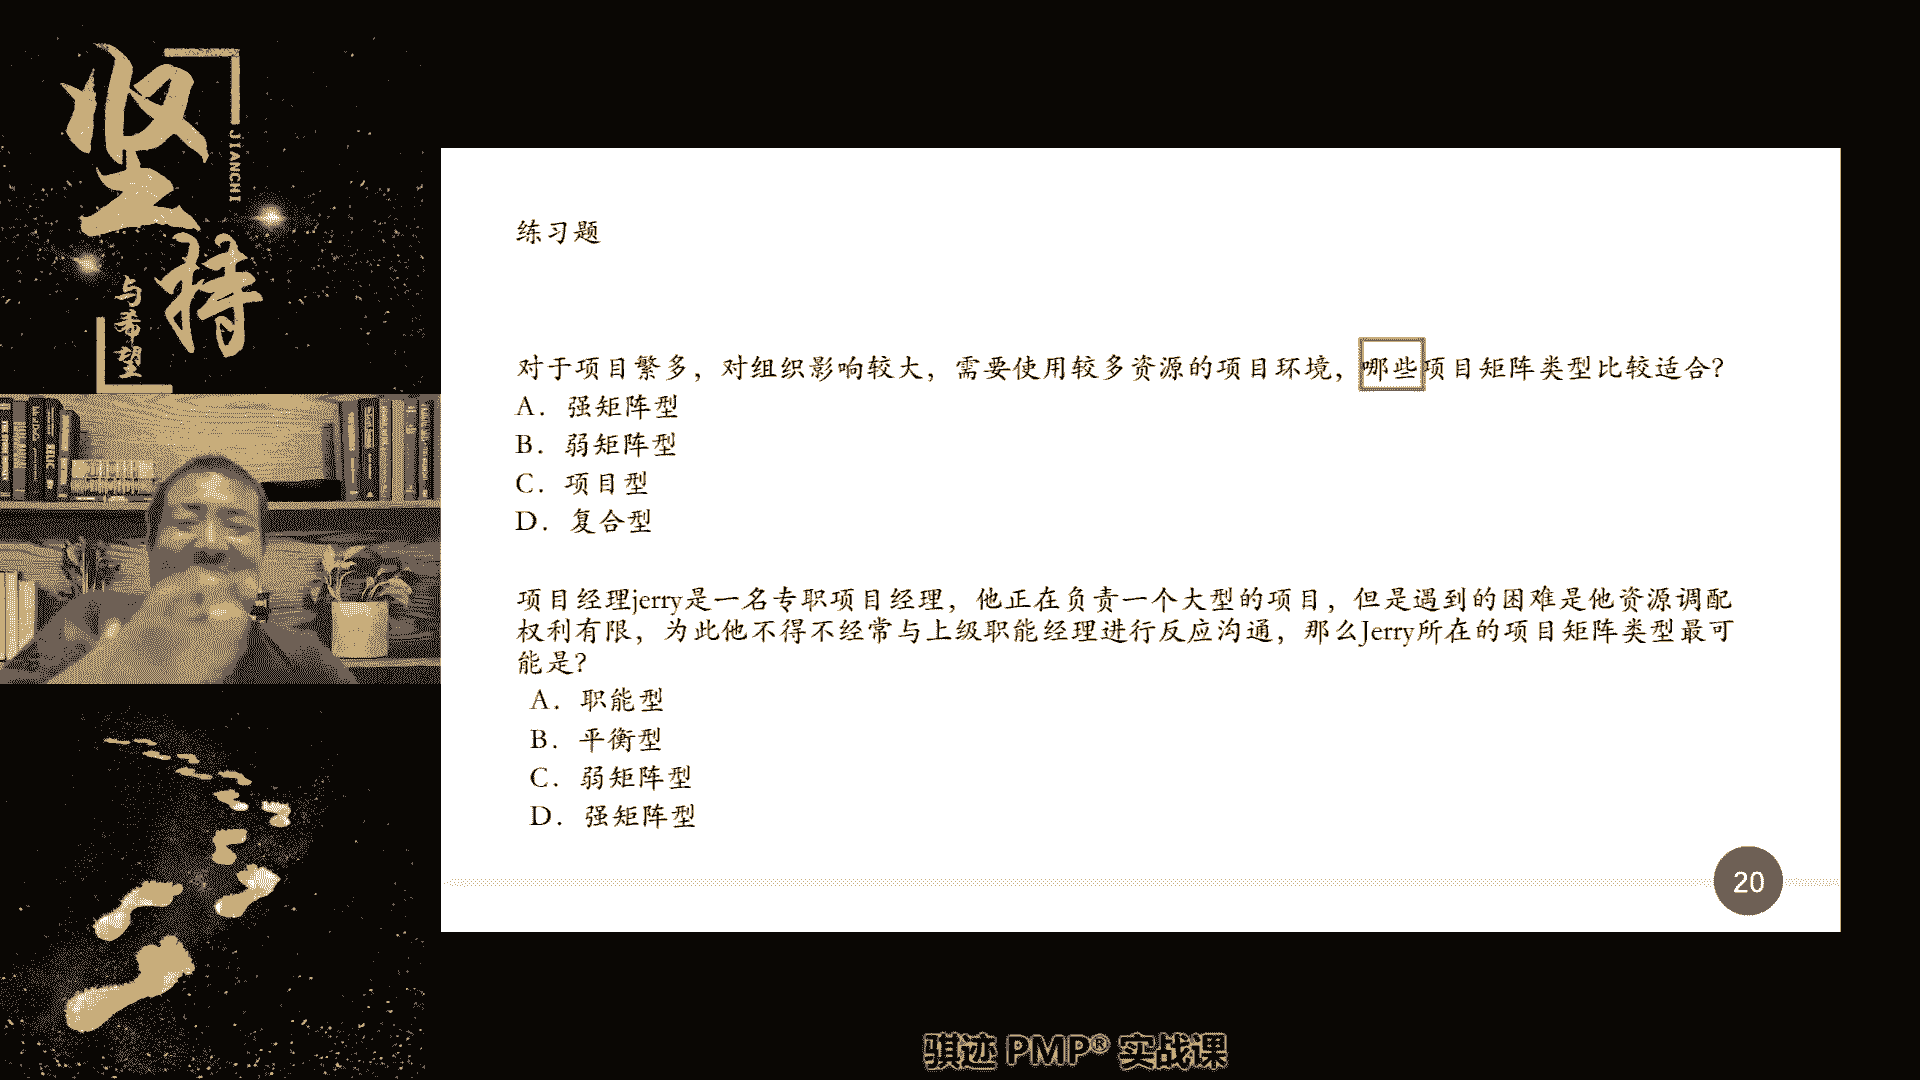 坚持
JIANCHI
与希望
练习题
对于项目繁多，对组织影响较大，需要使用较多资源的项目环境，哪些项目矩阵类型比较适合？
A. 强矩阵型
B. 弱矩阵型
C. 项目型
D. 复合型
项目经理jerry是一名专职项目经理，他正在负责一个大型的项目，但是遇到的困难是他资源调配
权利有限，为此他不得不经常与上级职能经理进行反应沟通，那么Jerry所在的项目矩阵类型最可
能是？
A. 职能型
B. 平衡型
C. 弱矩阵型
D. 强矩阵型
20
骐迹 PMP® 实战课